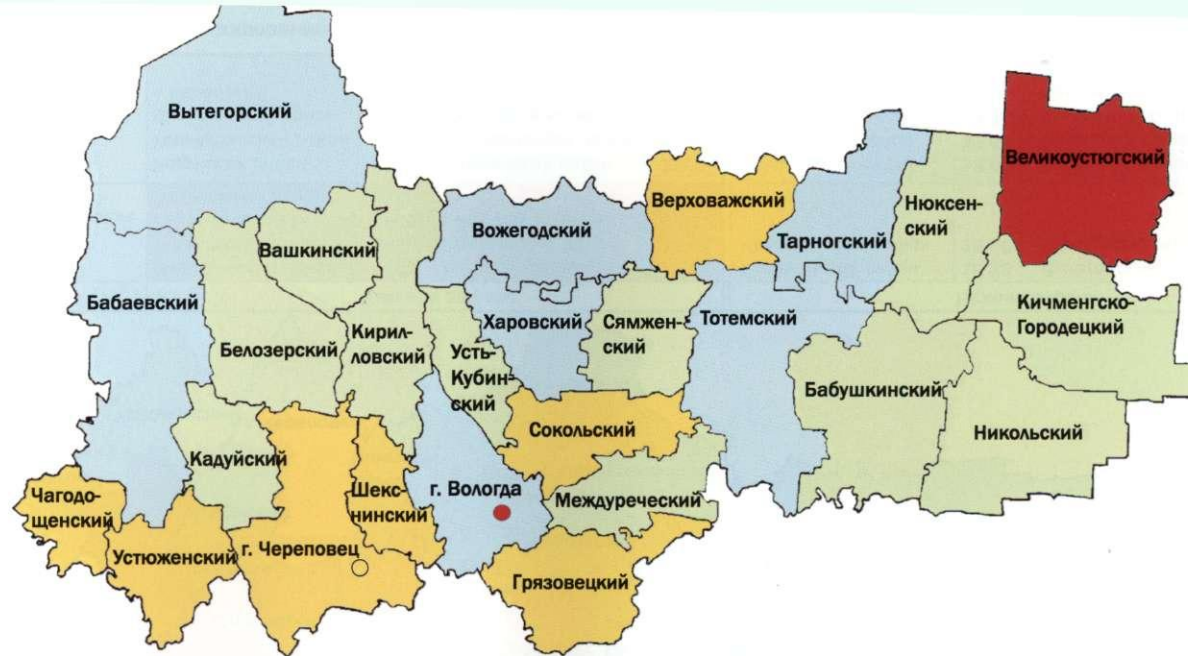 Вытегорский
Великоустюгский
Верховажский
Нюксен-
ский
Вашкинский
Вожегодский
Тарногский
Бабаевский
Кичменгско-
Городецкий
Белозерский
Кирил-
ловский
Харовский
Сямжен-
ский
Тотемский
Усть-
Кубин-
ский
Бабушкинский
Сокольский
Никольский
Кадуйский
Чагодо-
щенский
Шекс-
нинский
г. Вологда
Междуреческий
Устюженский
г. Череповец
Грязовецкий